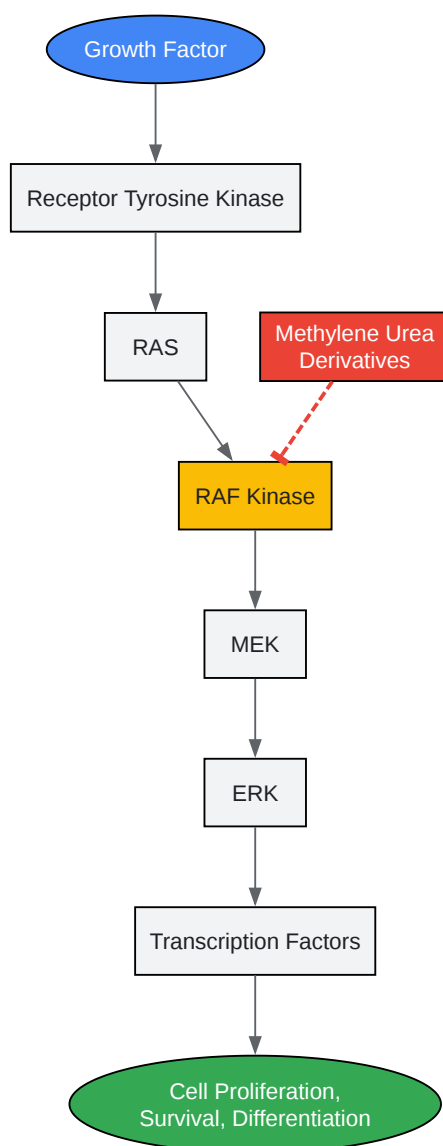 Growth Factor
Receptor Tyrosine Kinase
RAS
Methylene Urea
Derivatives
RAF Kinase
MEK
ERK
Transcription Factors
Cell Proliferation,
Survival, Differentiation